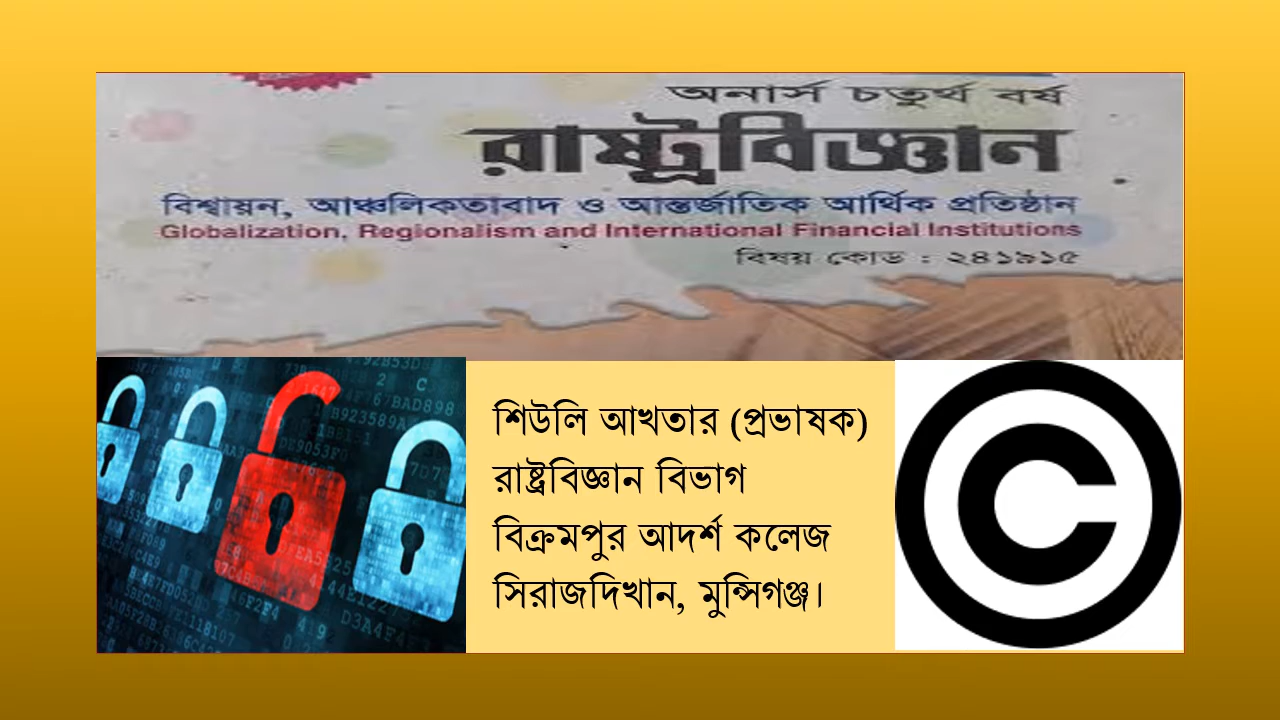 অনার্স চতুর্থ বর্ষ
রাষ্ট্রবিজ্ঞান
বিশ্বায়ন, আঞ্চলিকতাবাদ ও আন্তর্জাতিক আর্থিক প্রতিষ্ঠান
Globalization, Regionalism and International Financial Institutions
বিষয় কোড : ২৪১৯১৫
শিউলি আখতার (প্রভাষক)
রাষ্ট্রবিজ্ঞান বিভাগ
বিক্রমপুর আদর্শ কলেজ
সিরাজদিখান, মুন্সিগঞ্জ।